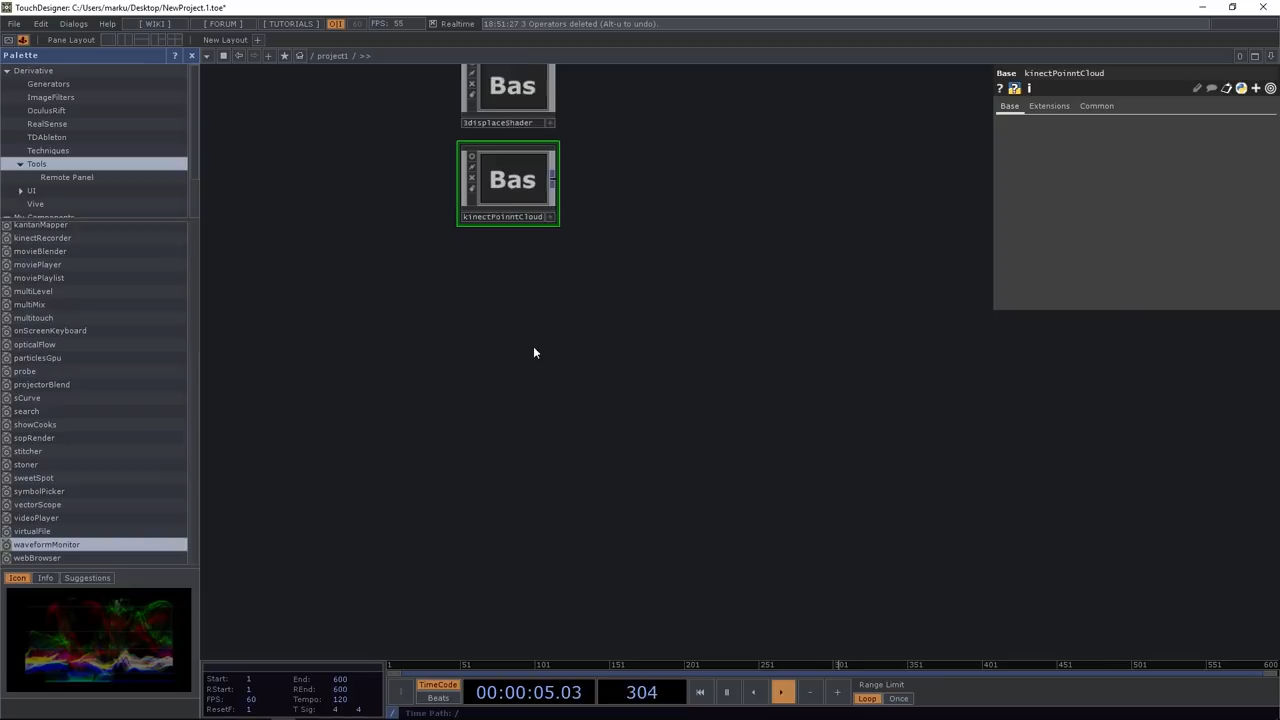 TouchDesigner: C:/Users/marku/Desktop/NewProject.1.toe*
File Edit Dialogs Help [ WIKI ] [ FORUM ] [ TUTORIALS ] O|I FPS: 55 Realtime 18:51:27 3 Operators deleted (Alt-u to undo).
Pane Layout New Layout +
Palette ? x / project1 / >> 0
Derivative
Generators
ImageFilters
OculusRift
RealSense
TDAbleton
Techniques
Tools
Remote Panel
UI
Vive
My Components
kantanMapper
kinectRecorder
movieBlender
moviePlayer
moviePlaylist
multiLevel
multiMix
multitouch
onScreenKeyboard
opticalFlow
particlesGpu
probe
projectorBlend
sCurve
search
showCooks
sopRender
stitcher
stoner
sweetSpot
symbolPicker
vectorScope
videoPlayer
virtualFile
waveformMonitor
webBrowser
Icon Info Suggestions
Bas
3displaceShader +
Bas
kinectPoinntCloud +
Base kinectPoinntCloud
? ? i
Base Extensions Common
1 51 101 151 201 251 301 351 401 451 501 551 600
Start: 1 End: 600
RStart: 1 REnd: 600
FPS: 60 Tempo: 120
ResetF: 1 T Sig: 4 4
TimeCode
Beats
00:00:05.03 304
- +
Range Limit
Loop Once
/ Time Path: /